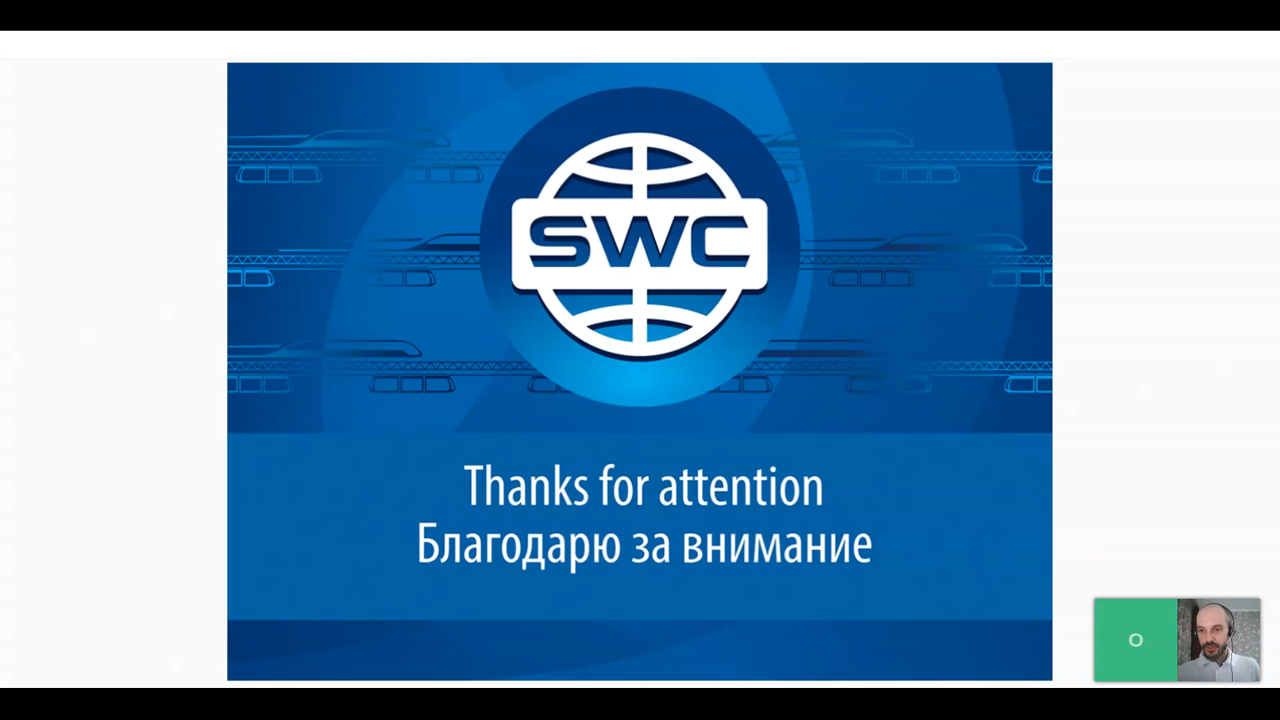 SWC
Thanks for attention
Благодарю за внимание
O